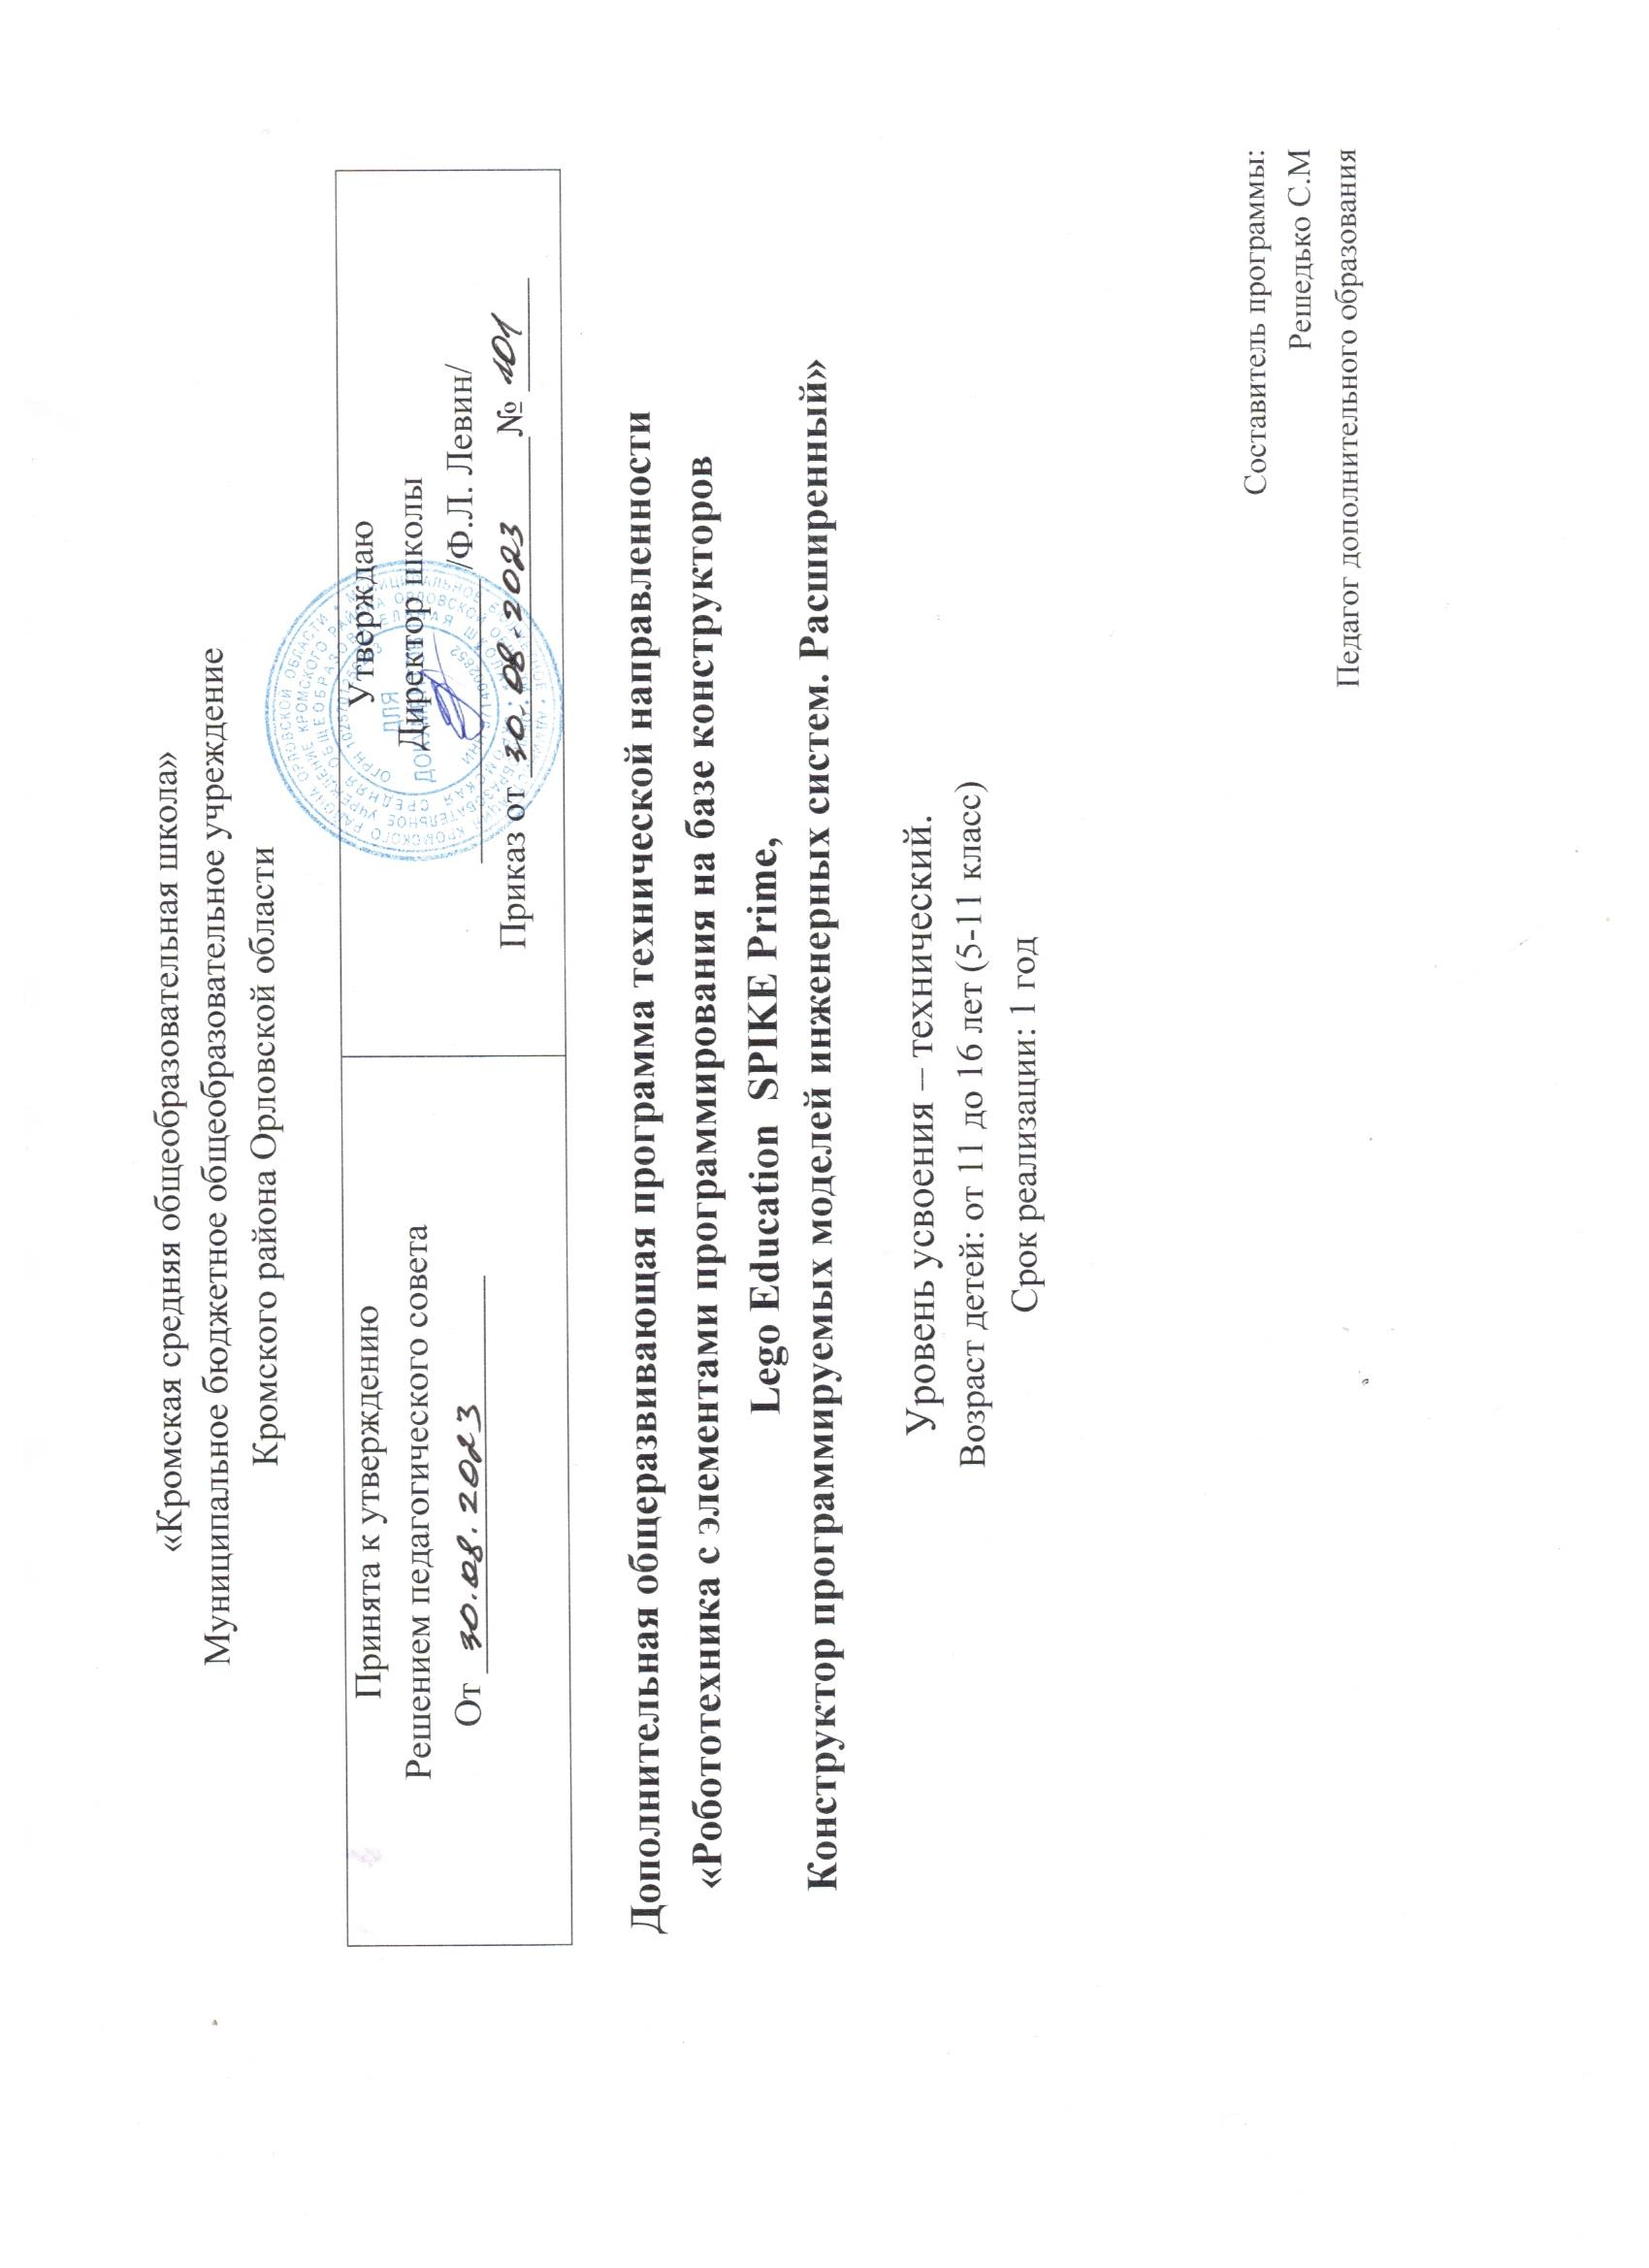 «Кромская средняя общеобразовательная школа»
Муниципальное бюджетное общеобразовательное учреждение
Кромского района Орловской области
Принята к утверждению
Решением педагогического совета
От 30.08.2023
Утверждаю
Директор школы
/Ф.Л. Левин/
Приказ от 30.08.2023 № 101
Дополнительная общеразвивающая программа технической направленности
«Робототехника с элементами программирования на базе конструкторов
Lego Education SPIKE Prime,
Конструктор программируемых моделей инженерных систем. Расширенный»
Уровень усвоения – технический.
Возраст детей: от 11 до 16 лет (5-11 класс)
Срок реализации: 1 год
Составитель программы:
Решедько С.М
Педагог дополнительного образования